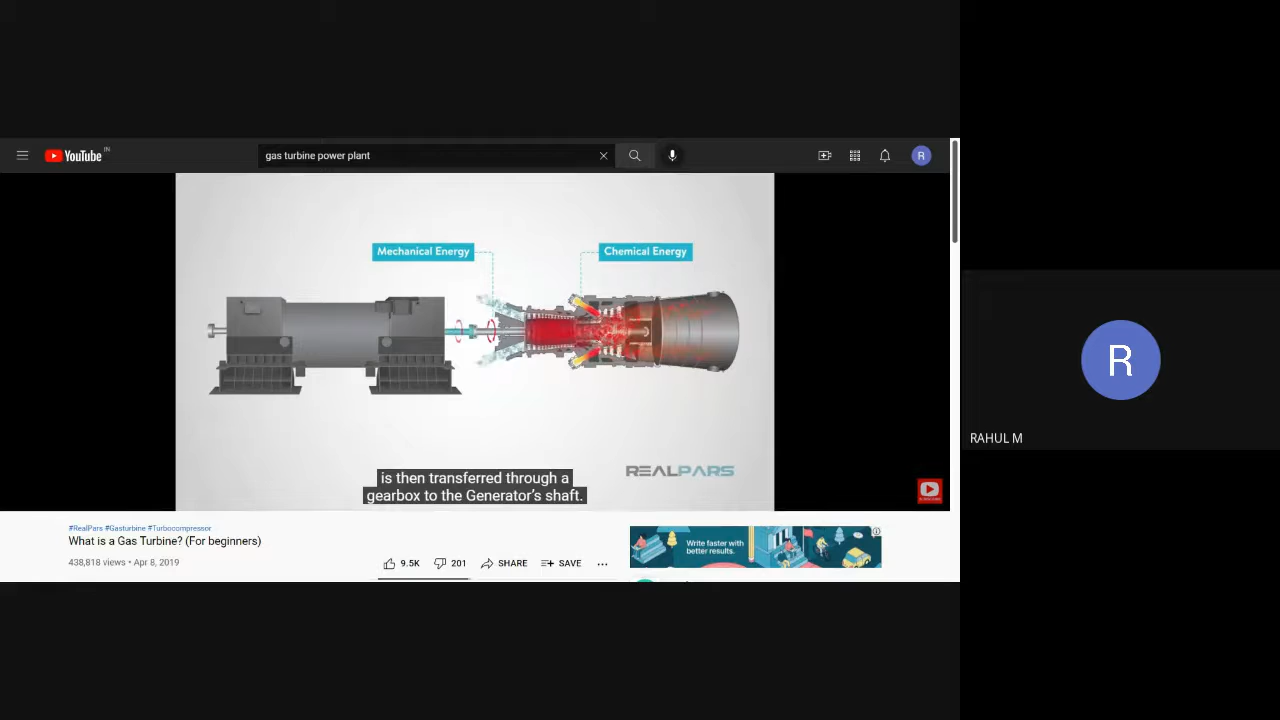 YouTube IN
gas turbine power plant
R
Mechanical Energy
Chemical Energy
is then transferred through a
gearbox to the Generator's shaft.
REALPARS
#RealPars #Gasturbine #Turbocompressor
What is a Gas Turbine? (For beginners)
438,818 views • Apr 8, 2019
9.5K
201
SHARE
SAVE
Write faster with
better results.
R
RAHUL M